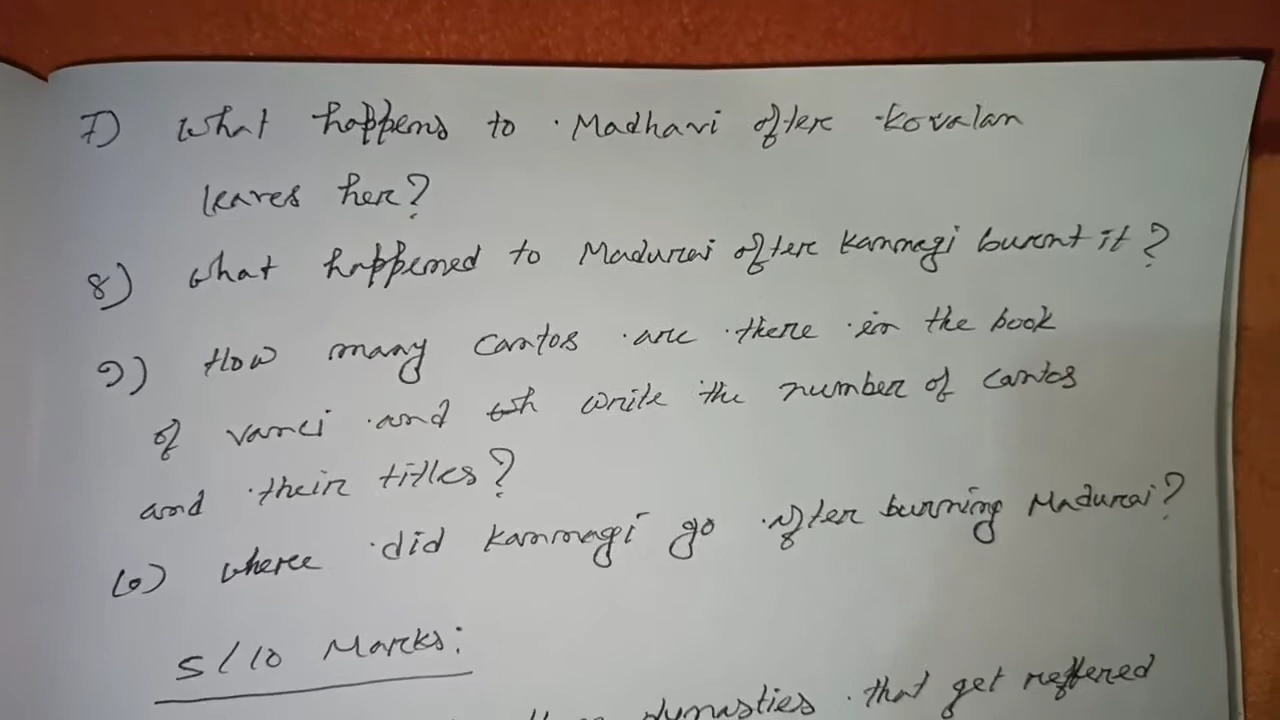 7) What happens to Madhavi after Kovalan
leaves her?
8) What happened to Madurai after Kannagi burnt it?
9) How many cantos are there in the book
of vanci and write the number of cantos
and their titles?
10) where did Kannagi go after burning Madurai?
5/10 Marks:
dynasties that get reffered